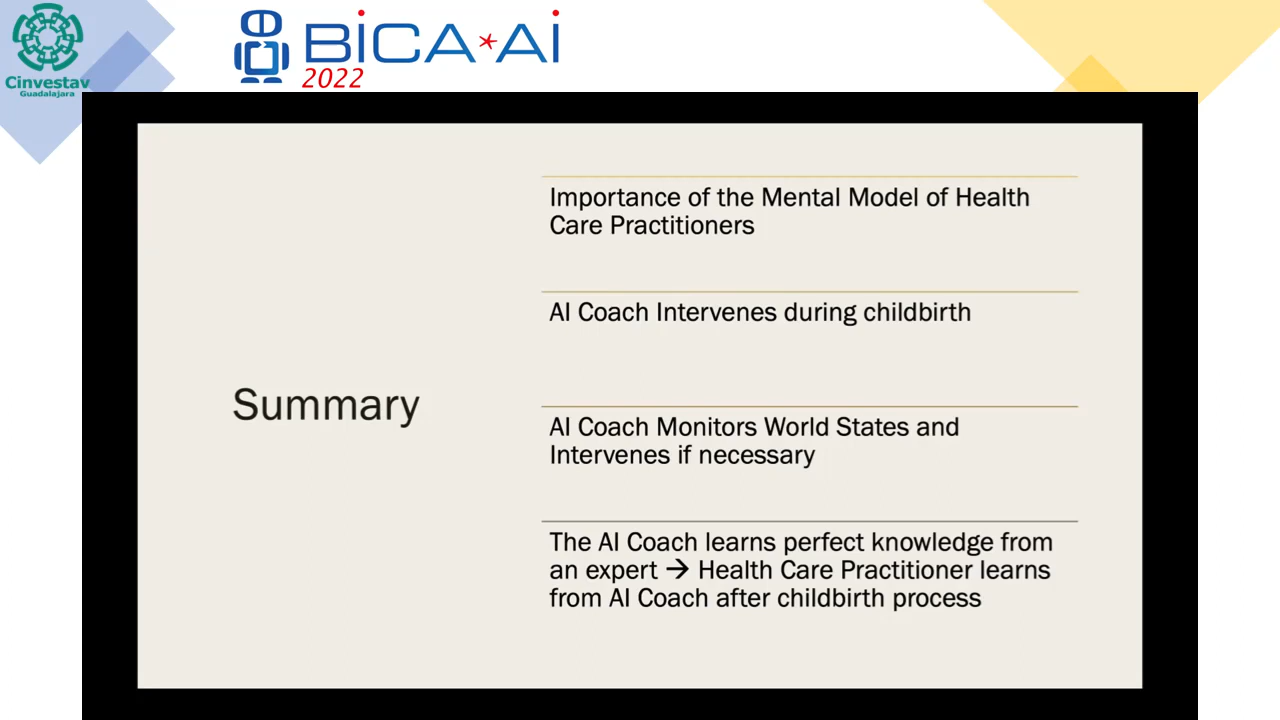 Cinvestav
Guadalajara
BiCA*Ai
2022
Summary
Importance of the Mental Model of Health
Care Practitioners
AI Coach Intervenes during childbirth
AI Coach Monitors World States and
Intervenes if necessary
The AI Coach learns perfect knowledge from
an expert → Health Care Practitioner learns
from AI Coach after childbirth process